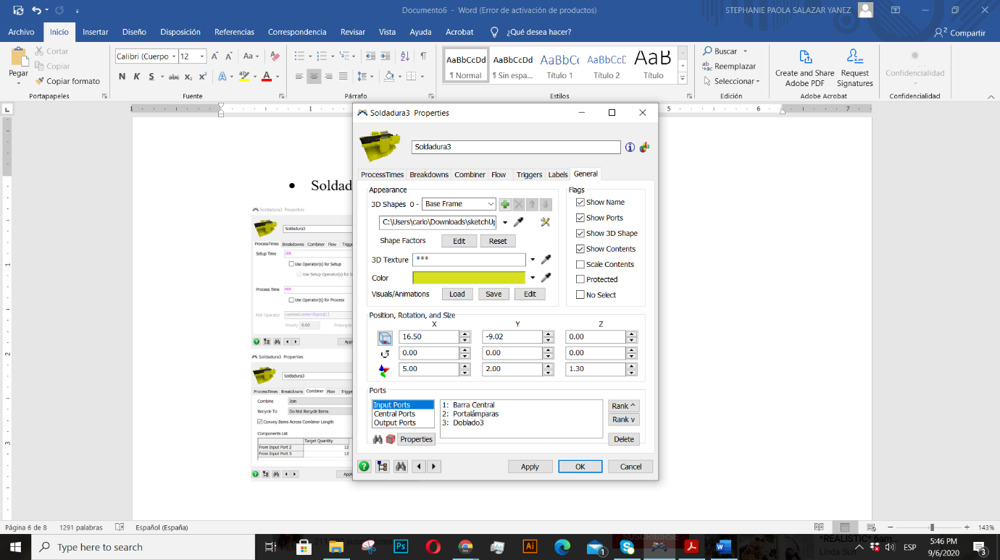 Documento6 - Word (Error de activación de productos)
STEPHANIE PAOLA SALAZAR YANEZ
Archivo Inicio Insertar Diseño Disposición Referencias Correspondencia Revisar Vista Ayuda Acrobat ¿Qué desea hacer? Compartir
Pegar
Cortar
Copiar
Copiar formato
Portapapeles
Calibri (Cuerpo 12
Fuente
Párrafo
AaBbCcDd AaBbCcDd AaBbC( AaBbCcC AaB
¶ Normal ¶ Sin espa... Título 1 Título 2 Título
Estilos
Buscar
Reemplazar
Seleccionar
Edición
Create and Share Adobe PDF
Request Signatures
Adobe Acrobat
Confidencialidad
Confidencialidad
Soldad
Soldadura3 Properties
Soldadura3
ProcessTimes Breakdowns Combiner Flow Trigge
Setup Time 100
Use Operator(s) for Setup
Use Setup Operator(s) for
Process Time 400
Use Operator(s) for Process
Pick Operator current.centerObjects[1]
Priority 0.00 Preemptio
App
Soldadura3 Properties
Soldadura3
ProcessTimes Breakdowns Combiner Flow Trigge
Combine Join
Recycle To Do Not Recycle Items
Convey Items Across Combiner Length
Components List
Target Quantity
From Input Port 2 12
From Input Port 3 12
App
Soldadura3 Properties
Soldadura3
ProcessTimes Breakdowns Combiner Flow Triggers Labels General
Appearance
3D Shapes 0 - Base Frame
C:\Users\carlo\Downloads\sketchUp
Shape Factors Edit Reset
3D Texture ***
Color
Visuals/Animations Load Save Edit
Flags
Show Name
Show Ports
Show 3D Shape
Show Contents
Scale Contents
Protected
No Select
Position, Rotation, and Size
X Y Z
16.50 -9.02 0.00
0.00 0.00 0.00
5.00 2.00 1.30
Ports
Input Ports
Central Ports
Output Ports
1: Barra Central
2: Portalámparas
3: Doblado3
Rank ^
Rank v
Delete
Properties
Apply OK Cancel
Página 6 de 8 1291 palabras Español (España) 143%
Type here to search
ESP
5:46 PM
9/6/2020